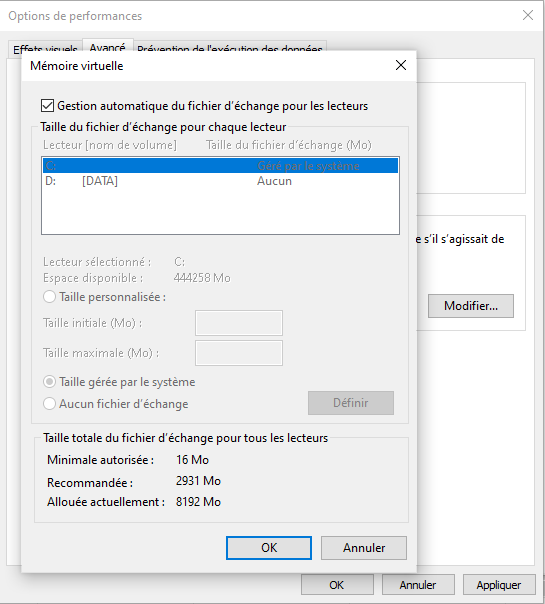 Options de performances
Effets visuels Avancé Prévention de l'exécution des données
Mémoire virtuelle
Gestion automatique du fichier d'échange pour les lecteurs
Taille du fichier d'échange pour chaque lecteur
Lecteur [nom de volume] Taille du fichier d'échange (Mo)
C: Géré par le système
D: [DATA] Aucun
e s'il s'agissait de
Lecteur sélectionné : C:
Espace disponible : 444258 Mo
Taille personnalisée :
Modifier...
Taille initiale (Mo) :
Taille maximale (Mo) :
Taille gérée par le système
Aucun fichier d'échange Définir
Taille totale du fichier d'échange pour tous les lecteurs
Minimale autorisée : 16 Mo
Recommandée : 2931 Mo
Allouée actuellement : 8192 Mo
OK Annuler
OK Annuler Appliquer